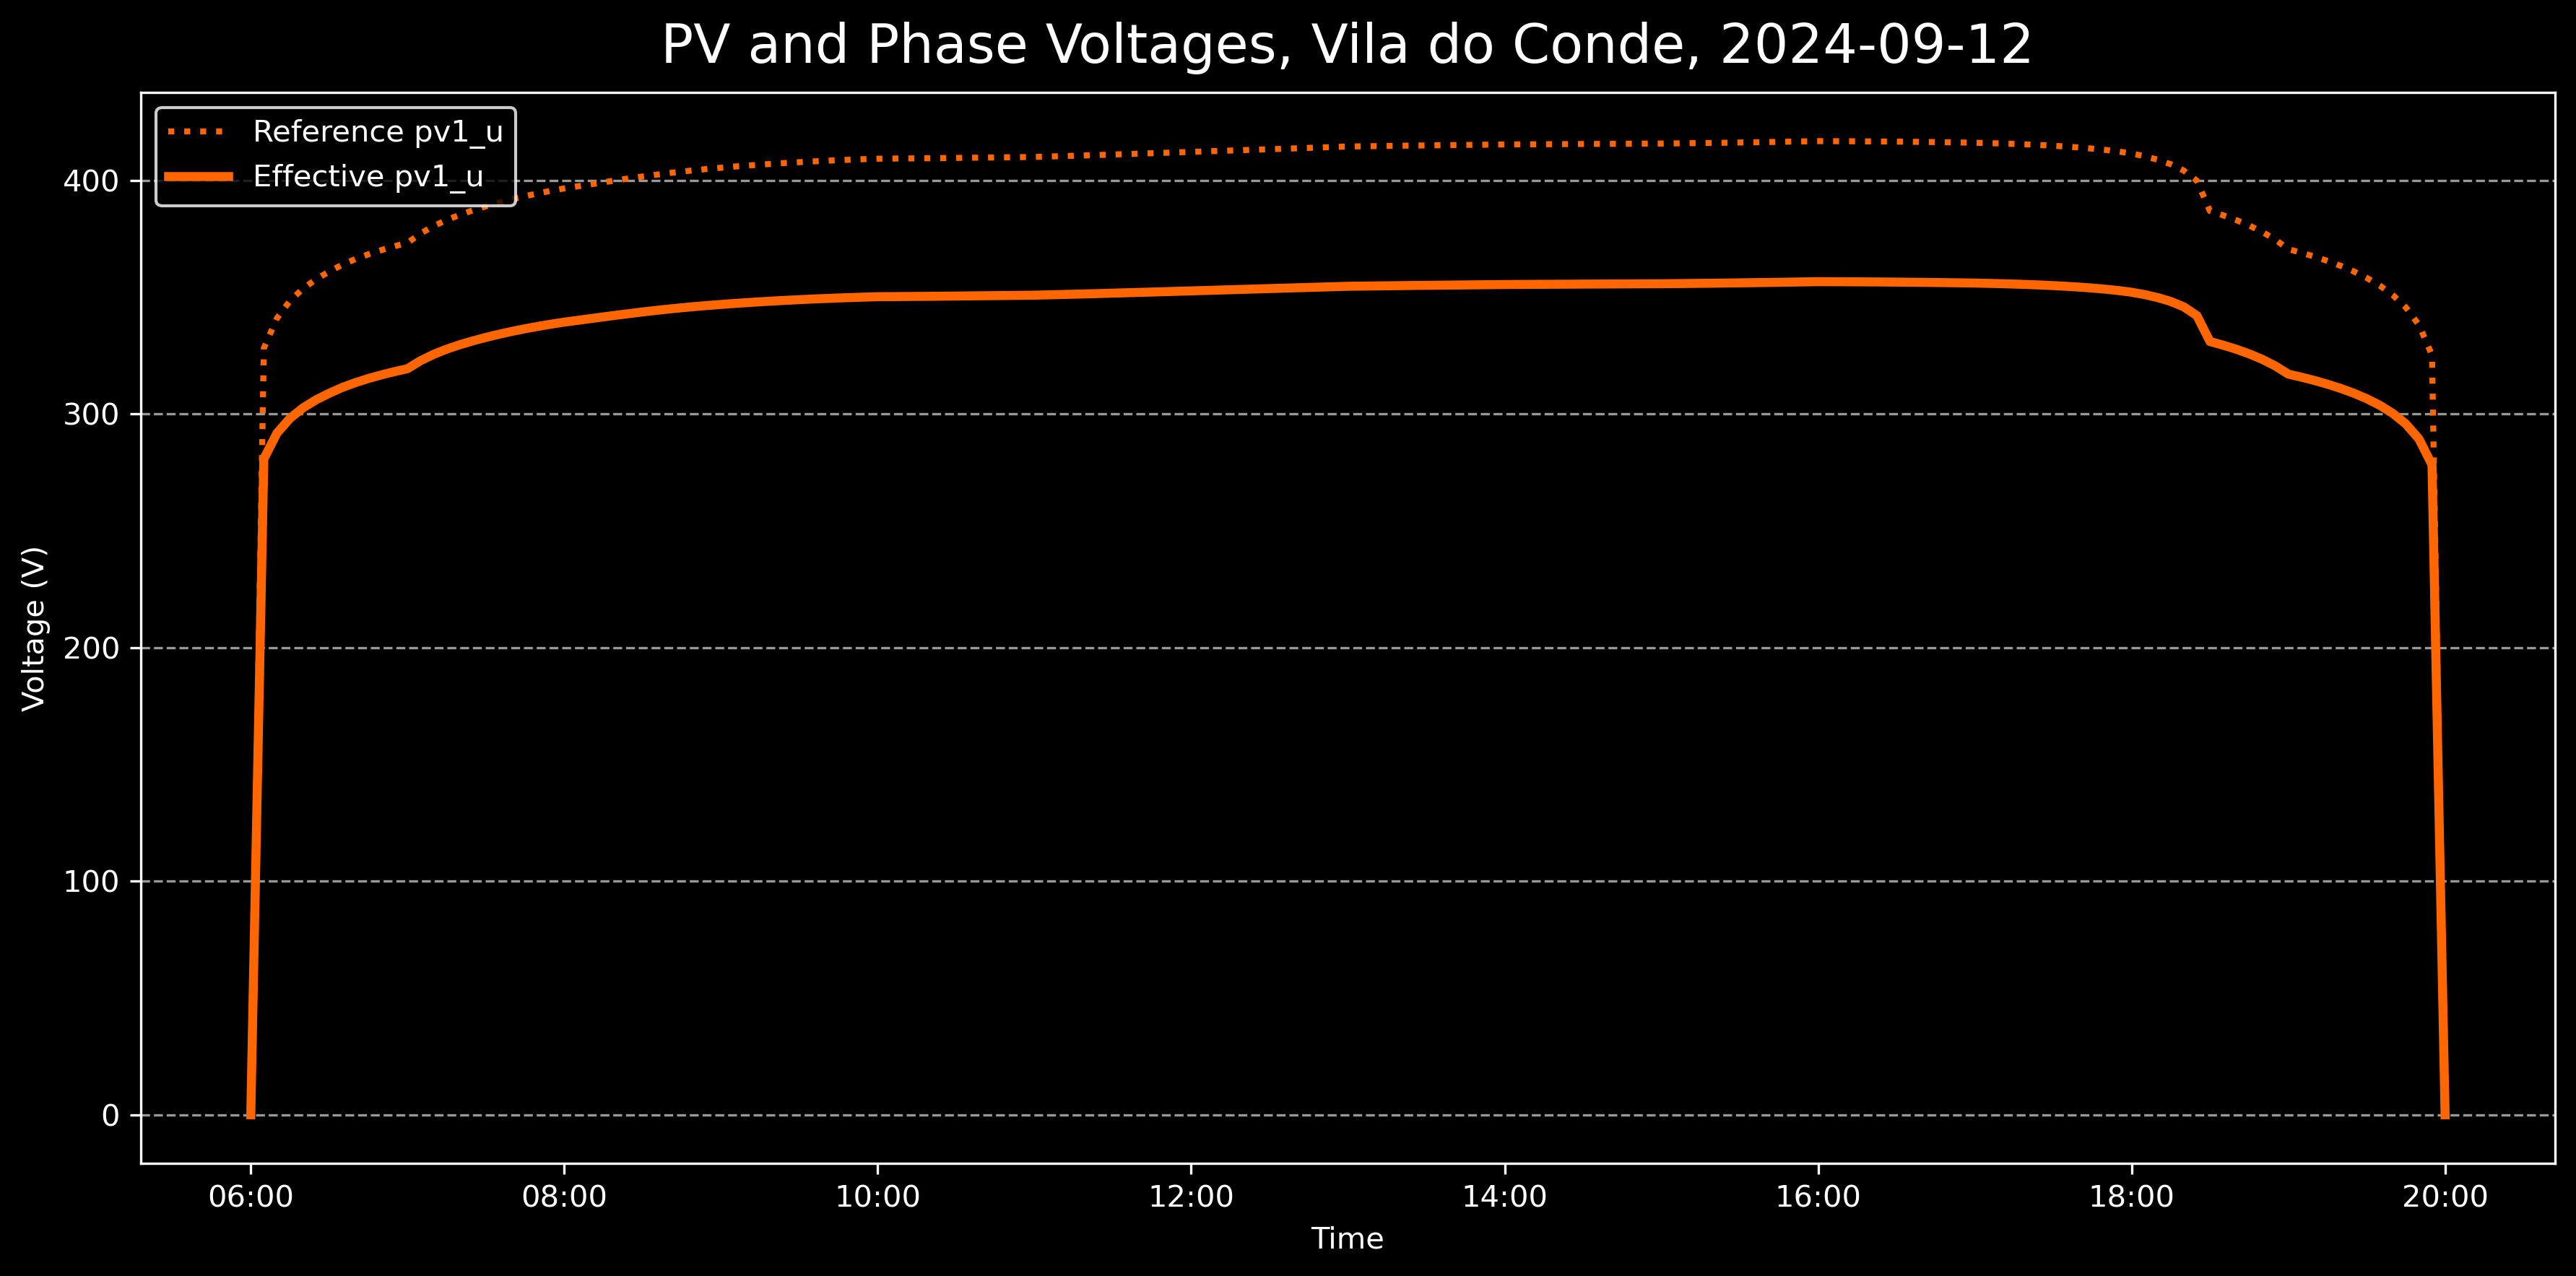 PV and Phase Voltages, Vila do Conde, 2024-09-12
Reference pv1_u
Effective pv1_u
400
300
200
100
0
Voltage (V)
06:00 08:00 10:00 12:00 14:00 16:00 18:00 20:00
Time